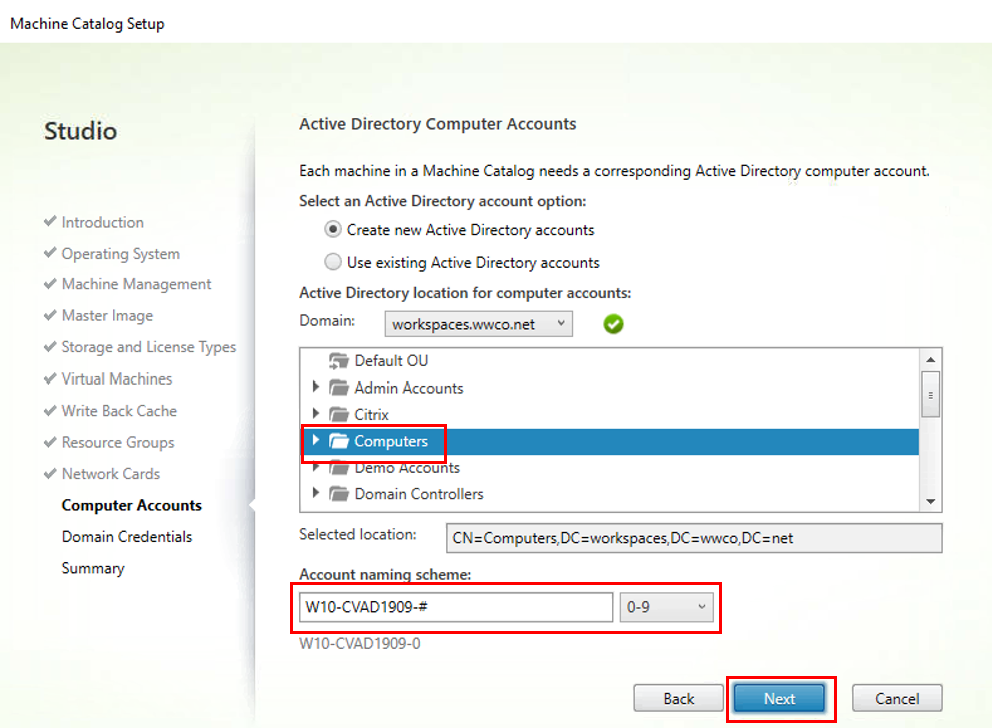 Machine Catalog Setup
Studio
Introduction
Operating System
Machine Management
Master Image
Storage and License Types
Virtual Machines
Write Back Cache
Resource Groups
Network Cards
Computer Accounts
Domain Credentials
Summary
Active Directory Computer Accounts
Each machine in a Machine Catalog needs a corresponding Active Directory computer account.
Select an Active Directory account option:
Create new Active Directory accounts
Use existing Active Directory accounts
Active Directory location for computer accounts:
Domain: workspaces.wwco.net
Default OU
Admin Accounts
Citrix
Computers
Demo Accounts
Domain Controllers
Selected location: CN=Computers,DC=workspaces,DC=wwco,DC=net
Account naming scheme:
W10-CVAD1909-# 0-9
W10-CVAD1909-0
Back Next Cancel